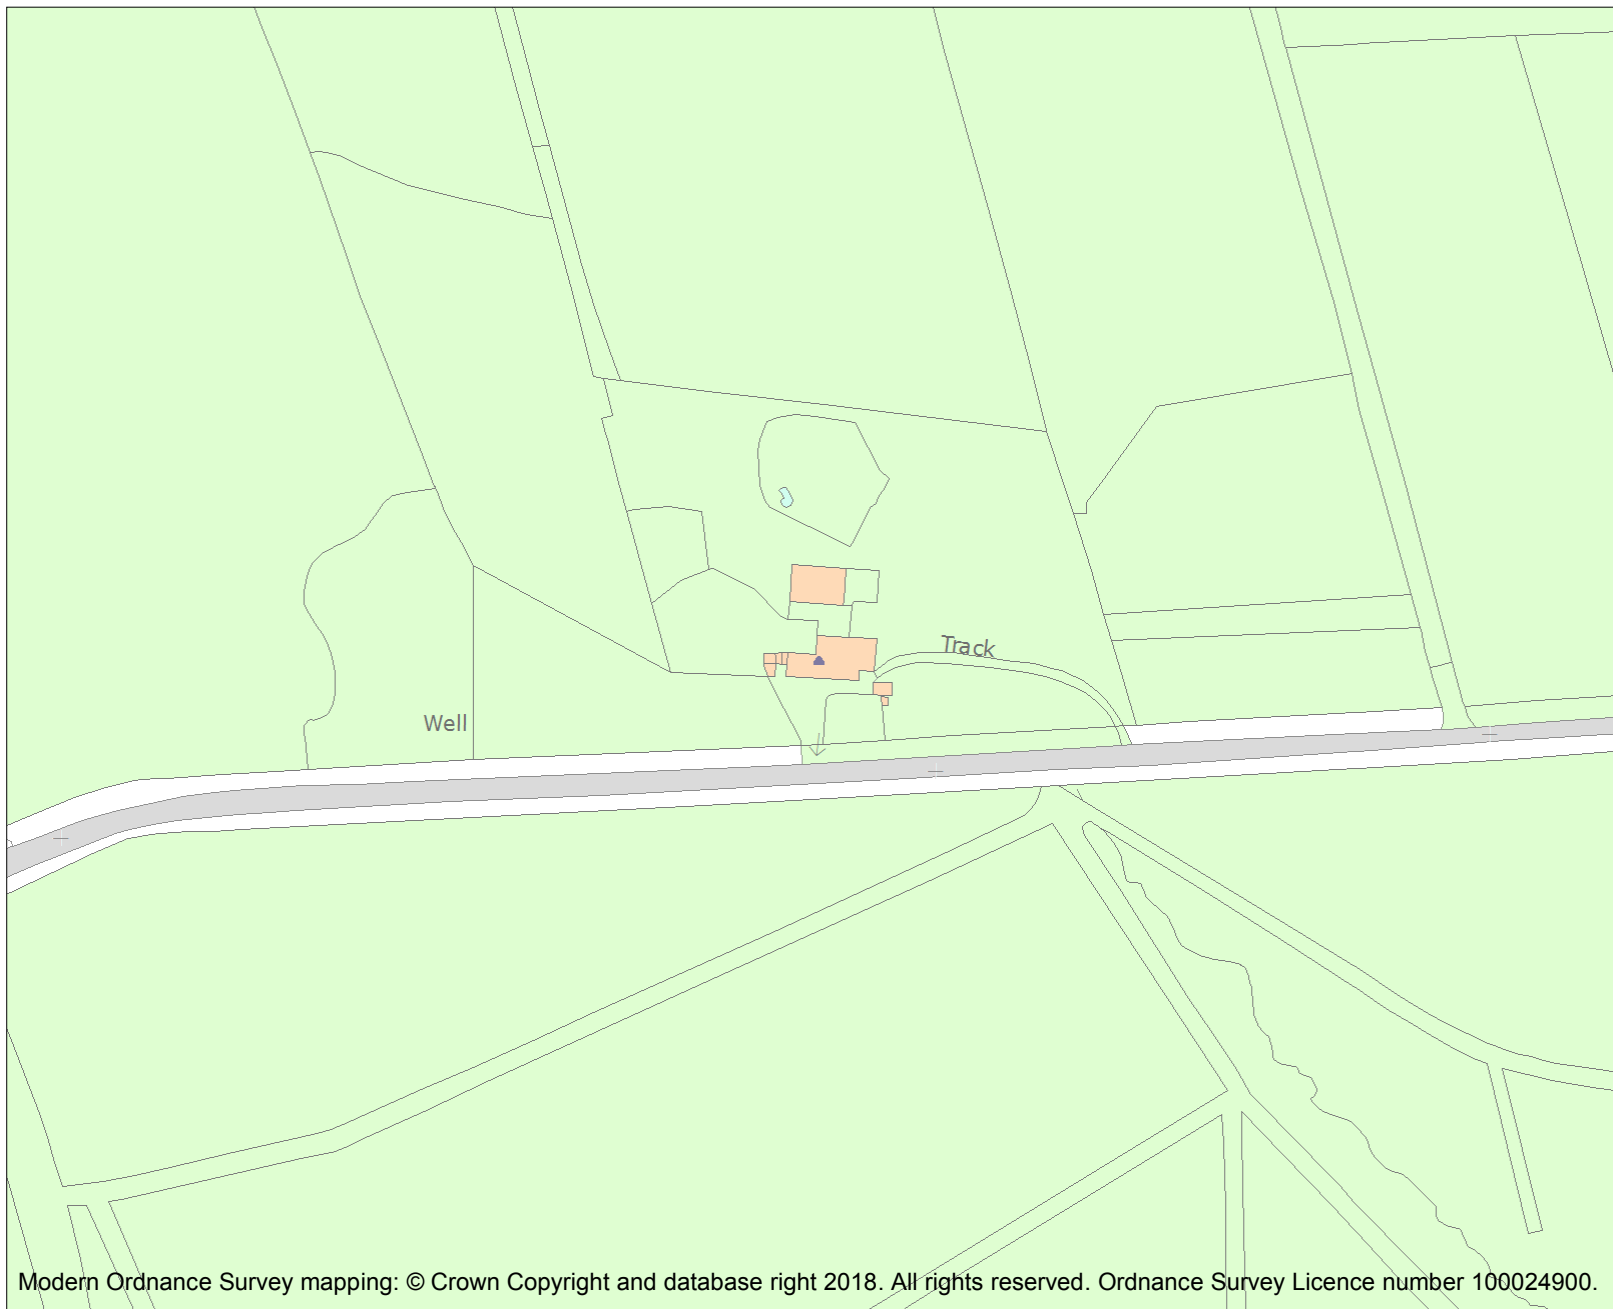 Track
Well
Modern Ordnance Survey mapping: © Crown Copyright and database right 2018. All rights reserved. Ordnance Survey Licence number 100024900.